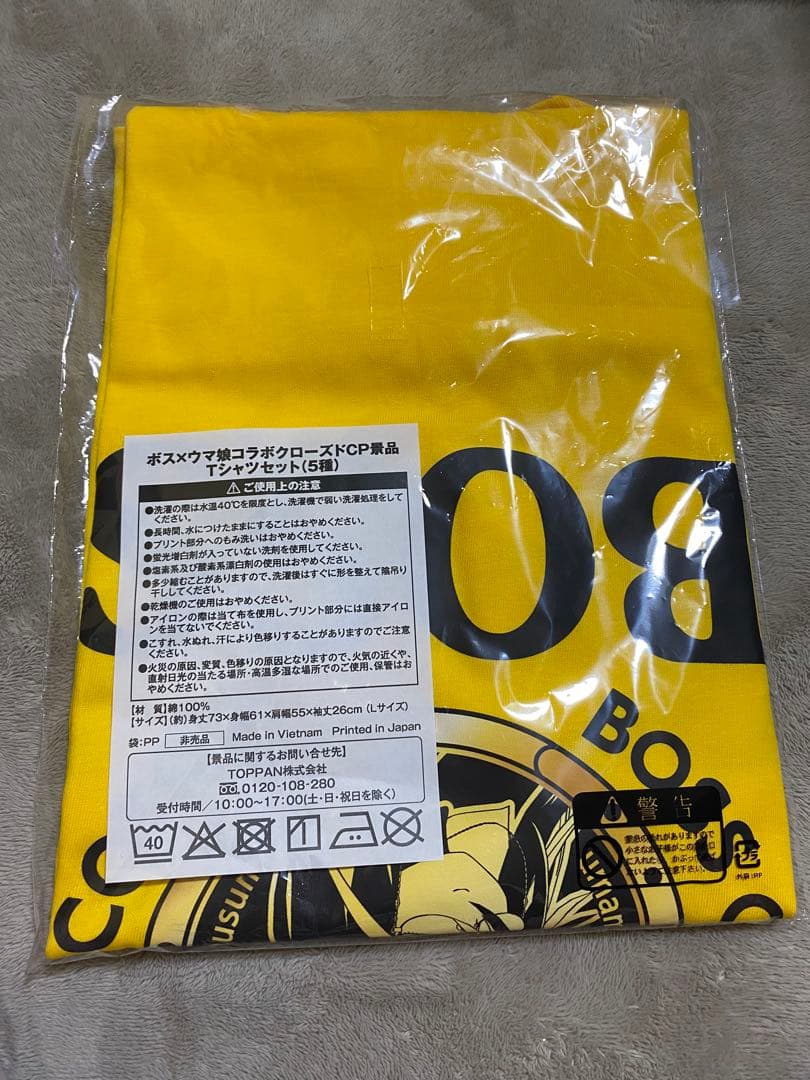 ボス×ウマ娘コラボクローズドCP景品
Tシャツセット(5種)
ご使用上の注意
●洗濯の際は水温40℃を限度とし、洗濯機で弱い洗濯処理をして
ください。
●長時間、水につけたままにすることはおやめください。
●プリント部分へのもみ洗いはおやめください。
●蛍光増白剤が入っていない洗剤を使用してください。
●塩素系及び酸素系漂白剤の使用はおやめください。
●多少縮むことがありますので、洗濯後はすぐに形を整えて陰吊り
干ししてください。
●乾燥機のご使用はおやめください。
●アイロンの際は当て布を使用し、プリント部分には直接アイロ
ンを当てないでください。
●こすれ、水ぬれ、汗により色移りすることがありますのでご注意
ください。
●火災の原因、変質、色移りの原因となりますので、火気の近くや、
直射日光の当たる場所・高温多湿な場所でのご使用、保管はお
やめください。
【材 質】綿100%
【サイズ】(約)身丈73×身幅61×肩幅55×袖丈26cm (Lサイズ)
袋:PP 非売品 Made in Vietnam Printed in Japan
【景品に関するお問い合せ先】
TOPPAN株式会社
0120-108-280
受付時間/10:00~17:00(土・日・祝日を除く)
40
BO
BO
Co
usum
警告
プラ